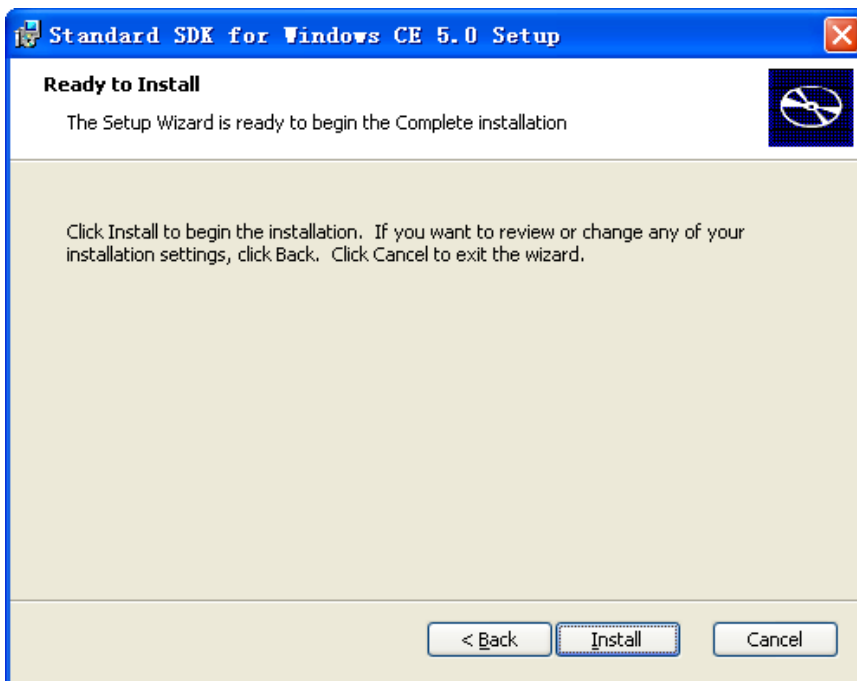 Standard SDK for Windows CE 5.0 Setup
Ready to Install
The Setup Wizard is ready to begin the Complete installation
Click Install to begin the installation.  If you want to review or change any of your
installation settings, click Back.  Click Cancel to exit the wizard.
< Back Install Cancel